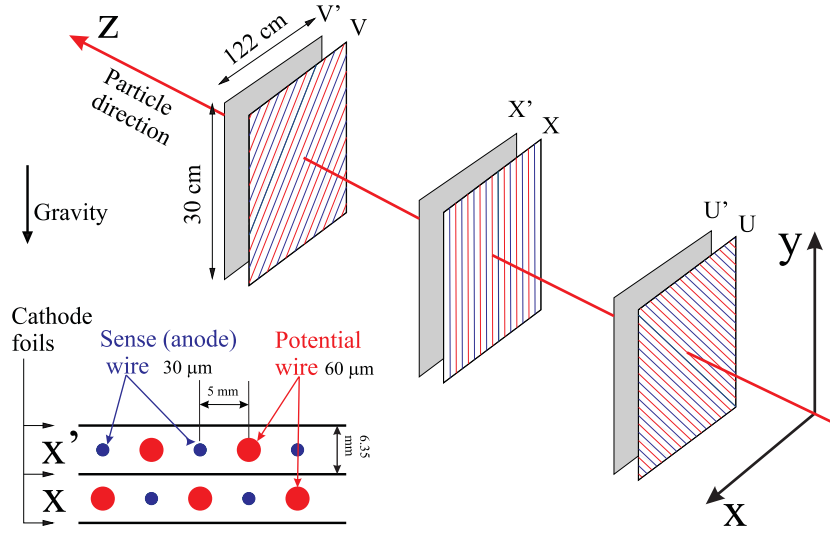 Z
Particle
direction
122 cm
V'
V
30 cm
Gravity
X'
X
U'
U
y
x
Cathode
foils
Sense (anode)
wire 30 μm
Potential
wire 60 μm
5 mm
6.35
mm
X'
X